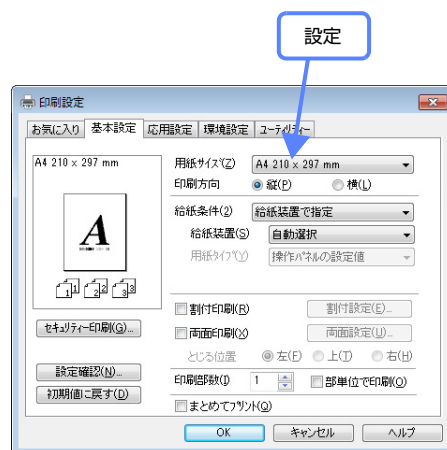 設定
印刷設定
お気に入り 基本設定 応用設定 環境設定 ユーティリティー
A4 210 x 297 mm
用紙サイズ(Z) A4 210 x 297 mm
印刷方向 縦(P) 横(L)
給紙条件(2) 給紙装置で指定
給紙装置(S) 自動選択
用紙タイプ(Y) 操作パネルの設定値
A
1 1 2 2 3 3
割付印刷(R) 割付設定(E)...
セキュリティー印刷(G)...
両面印刷(X) 両面設定(U)...
とじる位置 左(F) 上(T) 右(H)
設定確認(N)...
印刷部数(I) 1 部単位で印刷(O)
初期値に戻す(D)
まとめてプリント(Q)
OK キャンセル ヘルプ